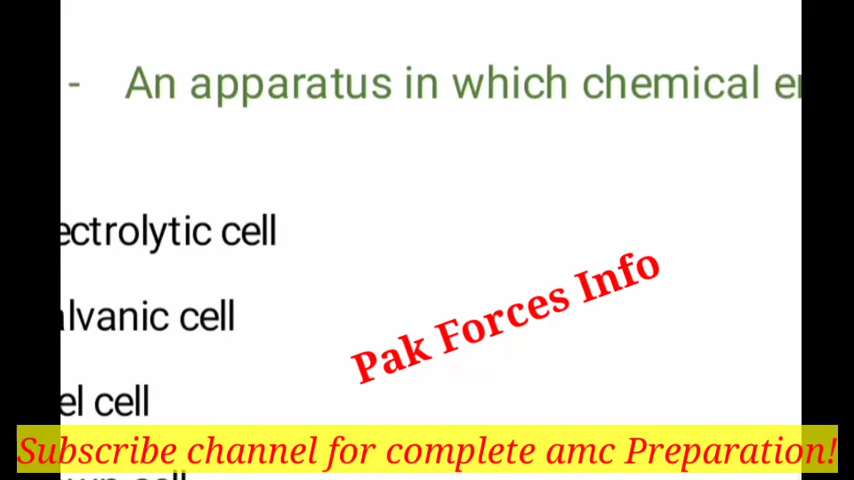 - An apparatus in which chemical
ectrolytic cell
alvanic cell
Pak Forces Info
el cell
Subscribe channel for complete amc Preparation!
cell